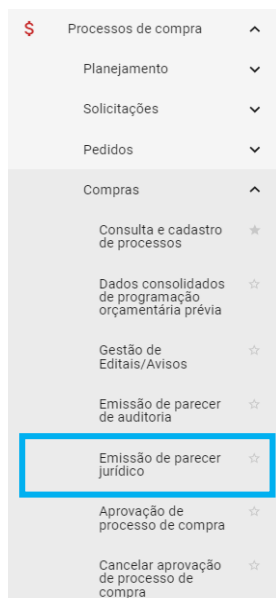 $ Processos de compra
Planejamento
Solicitações
Pedidos
Compras
Consulta e cadastro
de processos
Dados consolidados
de programação
orçamentária prévia
Gestão de
Editais/Avisos
Emissão de parecer
de auditoria
Emissão de parecer
jurídico
Aprovação de
processo de compra
Cancelar aprovação
de processo de
compra